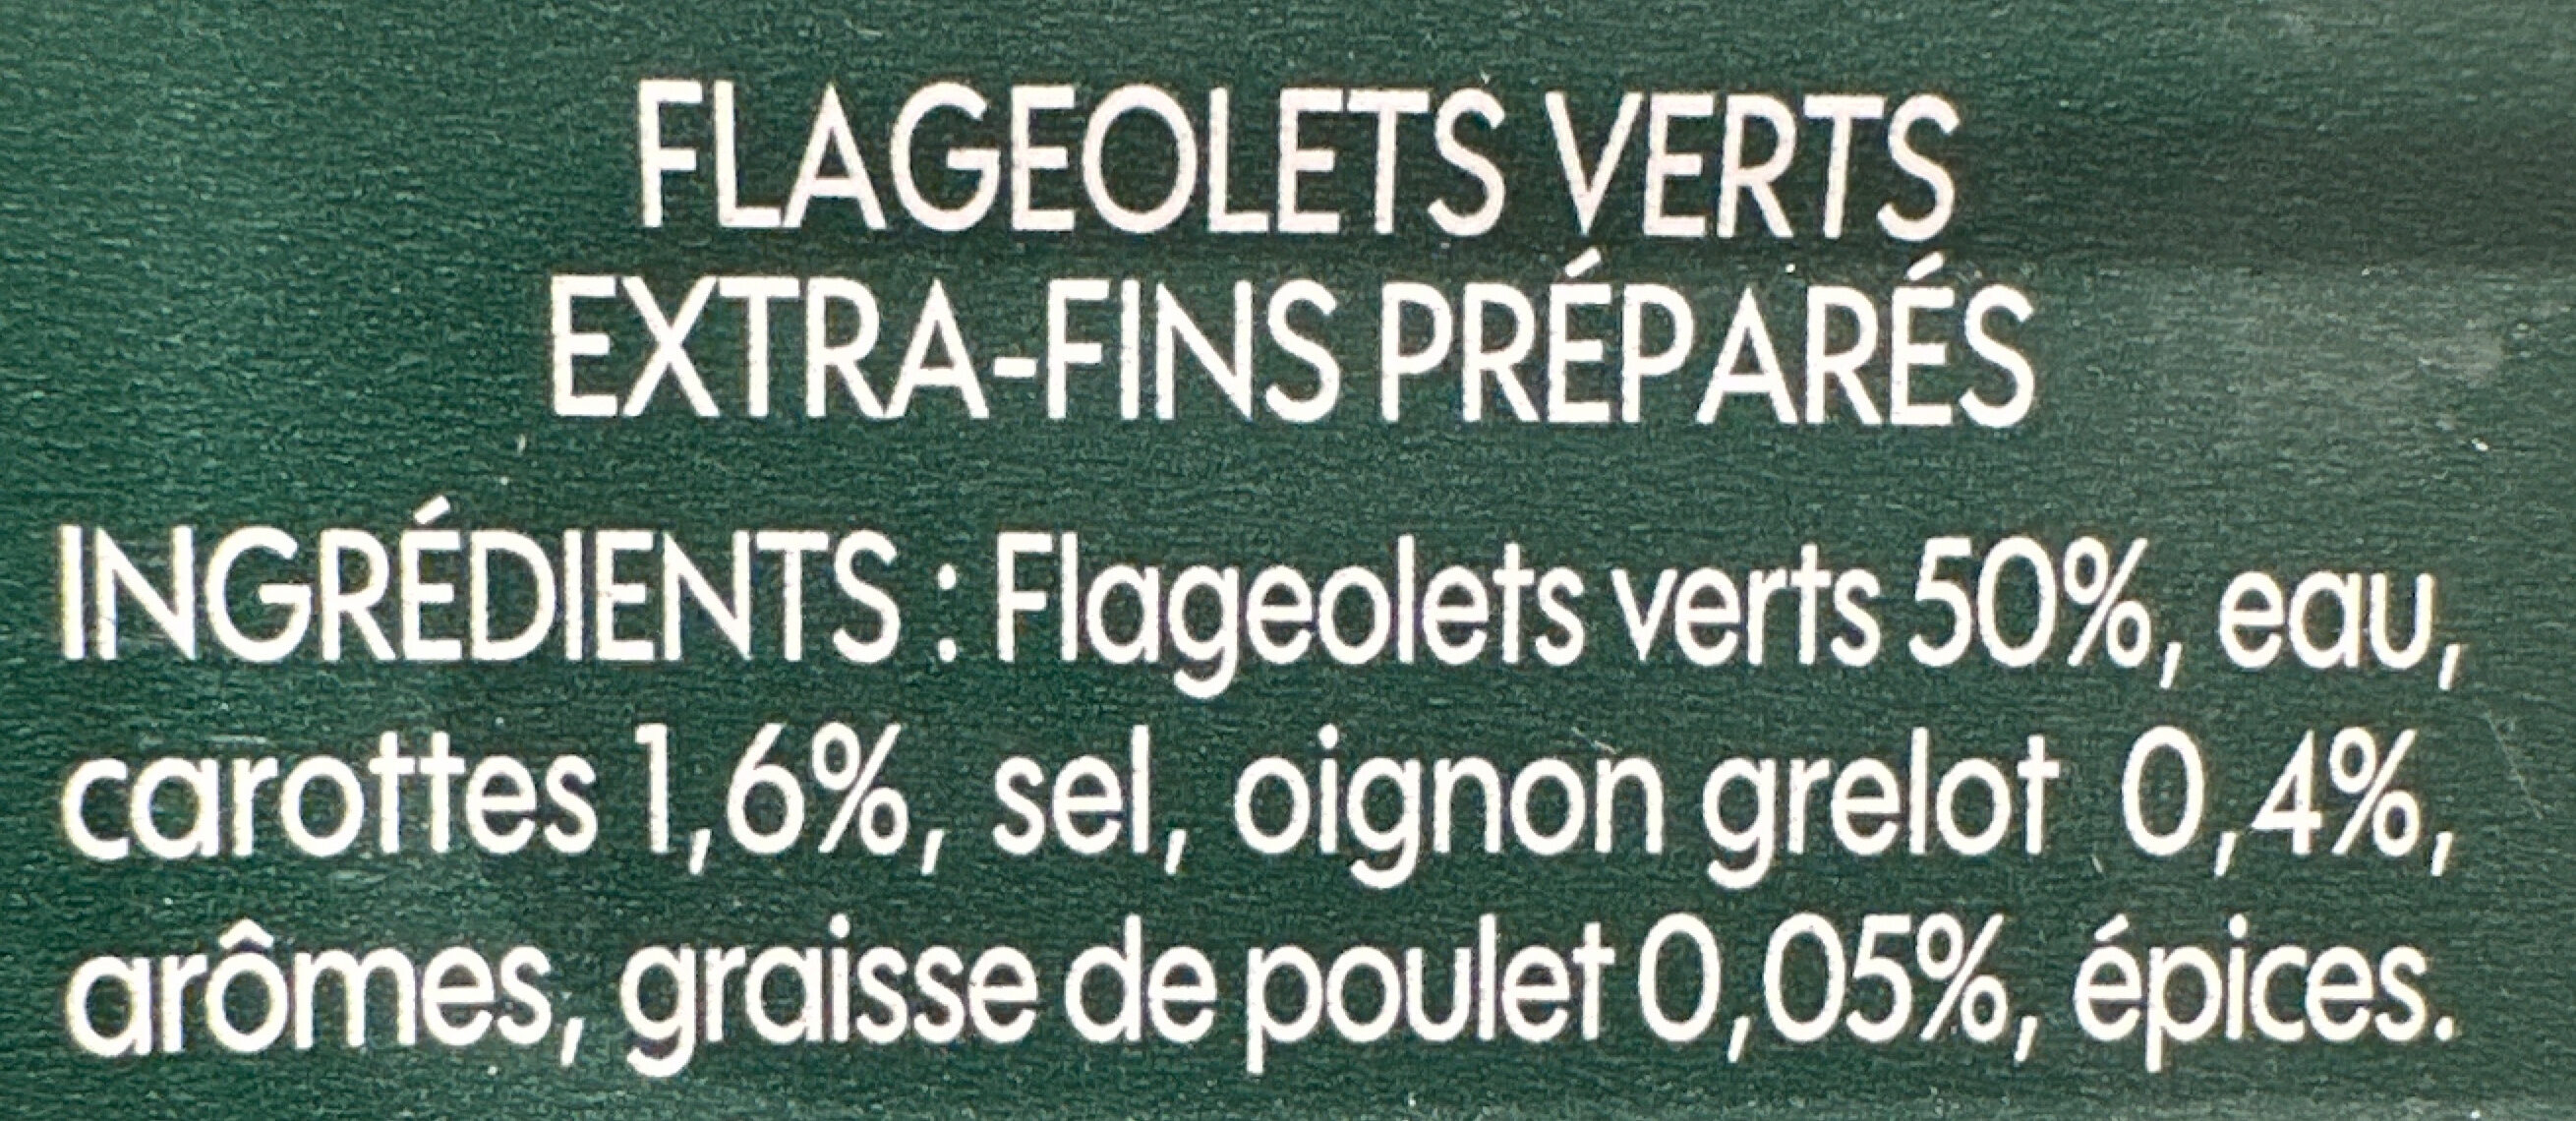 FLAGEOLETS VERTS
EXTRA-FINS PRÉPARÉS
INGRÉDIENTS : Flageolets verts 50%, eau,
carottes 1,6%, sel, oignon grelot 0,4%,
arômes, graisse de poulet 0,05%, épices.